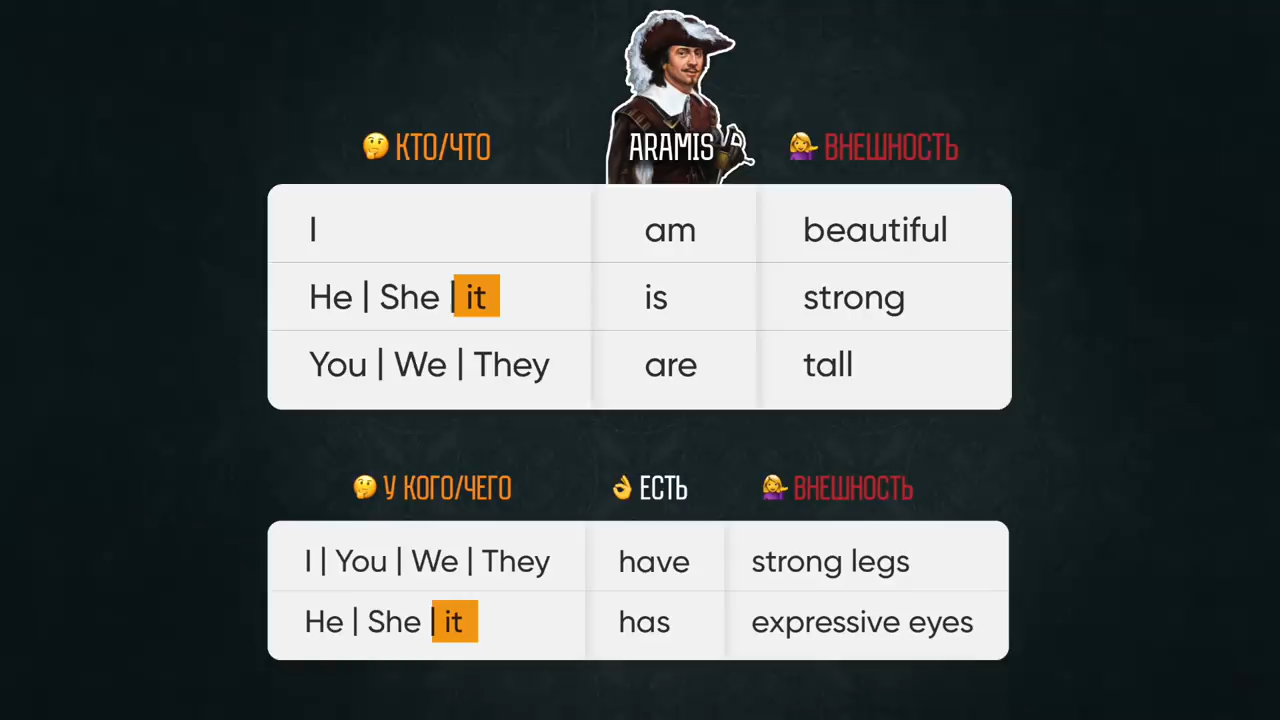 🤔 КТО/ЧТО ARAMIS 💁‍♀️ ВНЕШНОСТЬ
I am beautiful
He | She | it is strong
You | We | They are tall
🤔 У КОГО/ЧЕГО 👌 ЕСТЬ 💁‍♀️ ВНЕШНОСТЬ
I | You | We | They have strong legs
He | She | it has expressive eyes